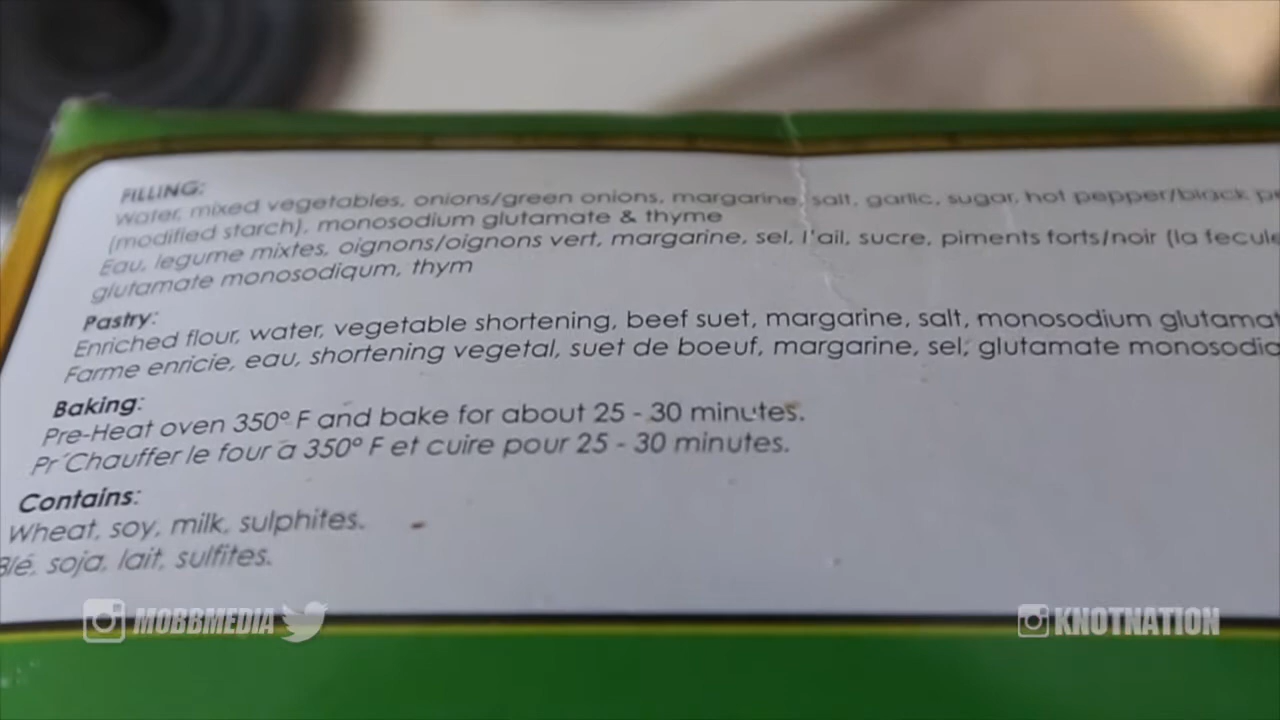 FILLING:
Water, mixed vegetables, onions/green onions, margarine, salt, garlic, sugar, hot pepper/black
(modified starch), monosodium glutamate & thyme
Eau, legume mixtes, oignons/oignons vert, margarine, sel, l'ail, sucre, piments forts/noir (la fecule
glutamate monosodiqum, thym
Pastry:
Enriched flour, water, vegetable shortening, beef suet, margarine, salt, monosodium glutamat
Farme enricie, eau, shortening vegetal, suet de boeuf, margarine, sel, glutamate monosodiq
Baking:
Pre-Heat oven 350º F and bake for about 25 - 30 minutes.
Pr´Chauffer le four a 350º F et cuire pour 25 - 30 minutes.
Contains:
Wheat, soy, milk, sulphites.
Blé, soja, lait, sulfites.
MOBBMEDIA
KNOTNATION